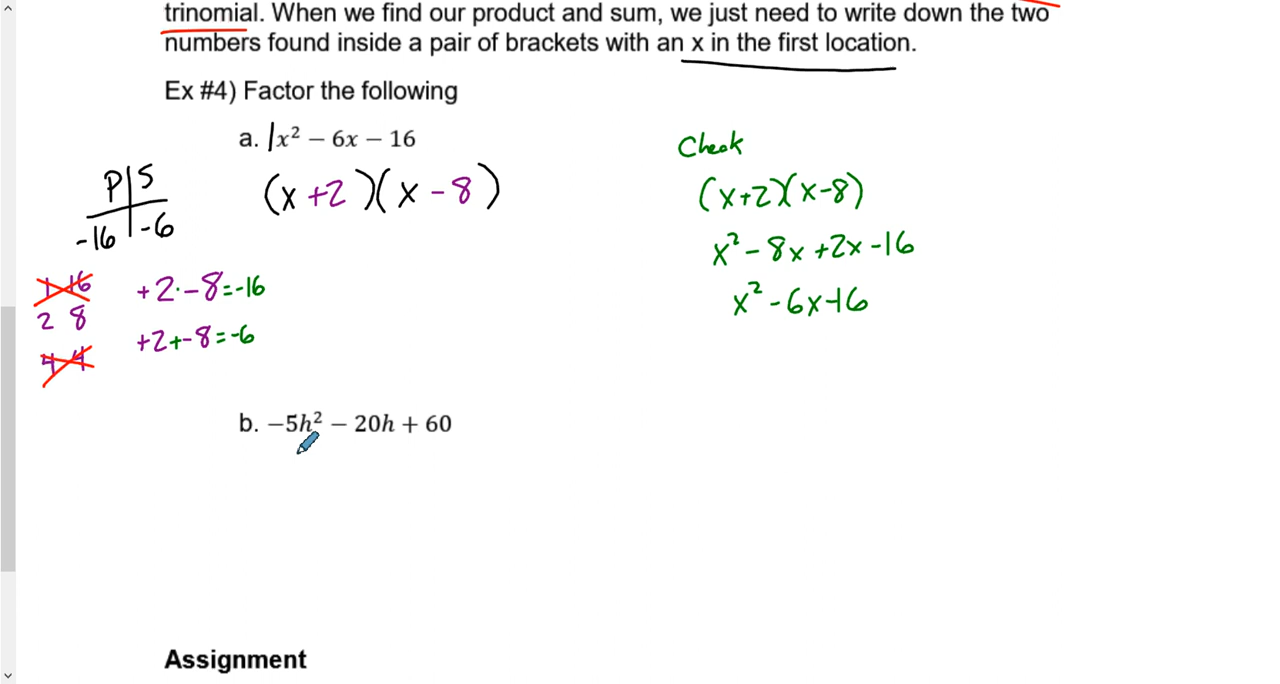 trinomial. When we find our product and sum, we just need to write down the two
numbers found inside a pair of brackets with an x in the first location.
Ex #4) Factor the following
a. 1x² − 6x − 16
Check
P | S
-16 | -6
(x +2)(x - 8)
(x+2)(x-8)
x² - 8x +2x -16
x² - 6x -16
1 16
2 8
4 4
+2·-8=-16
+2+-8=-6
b. −5h² − 20h + 60
Assignment